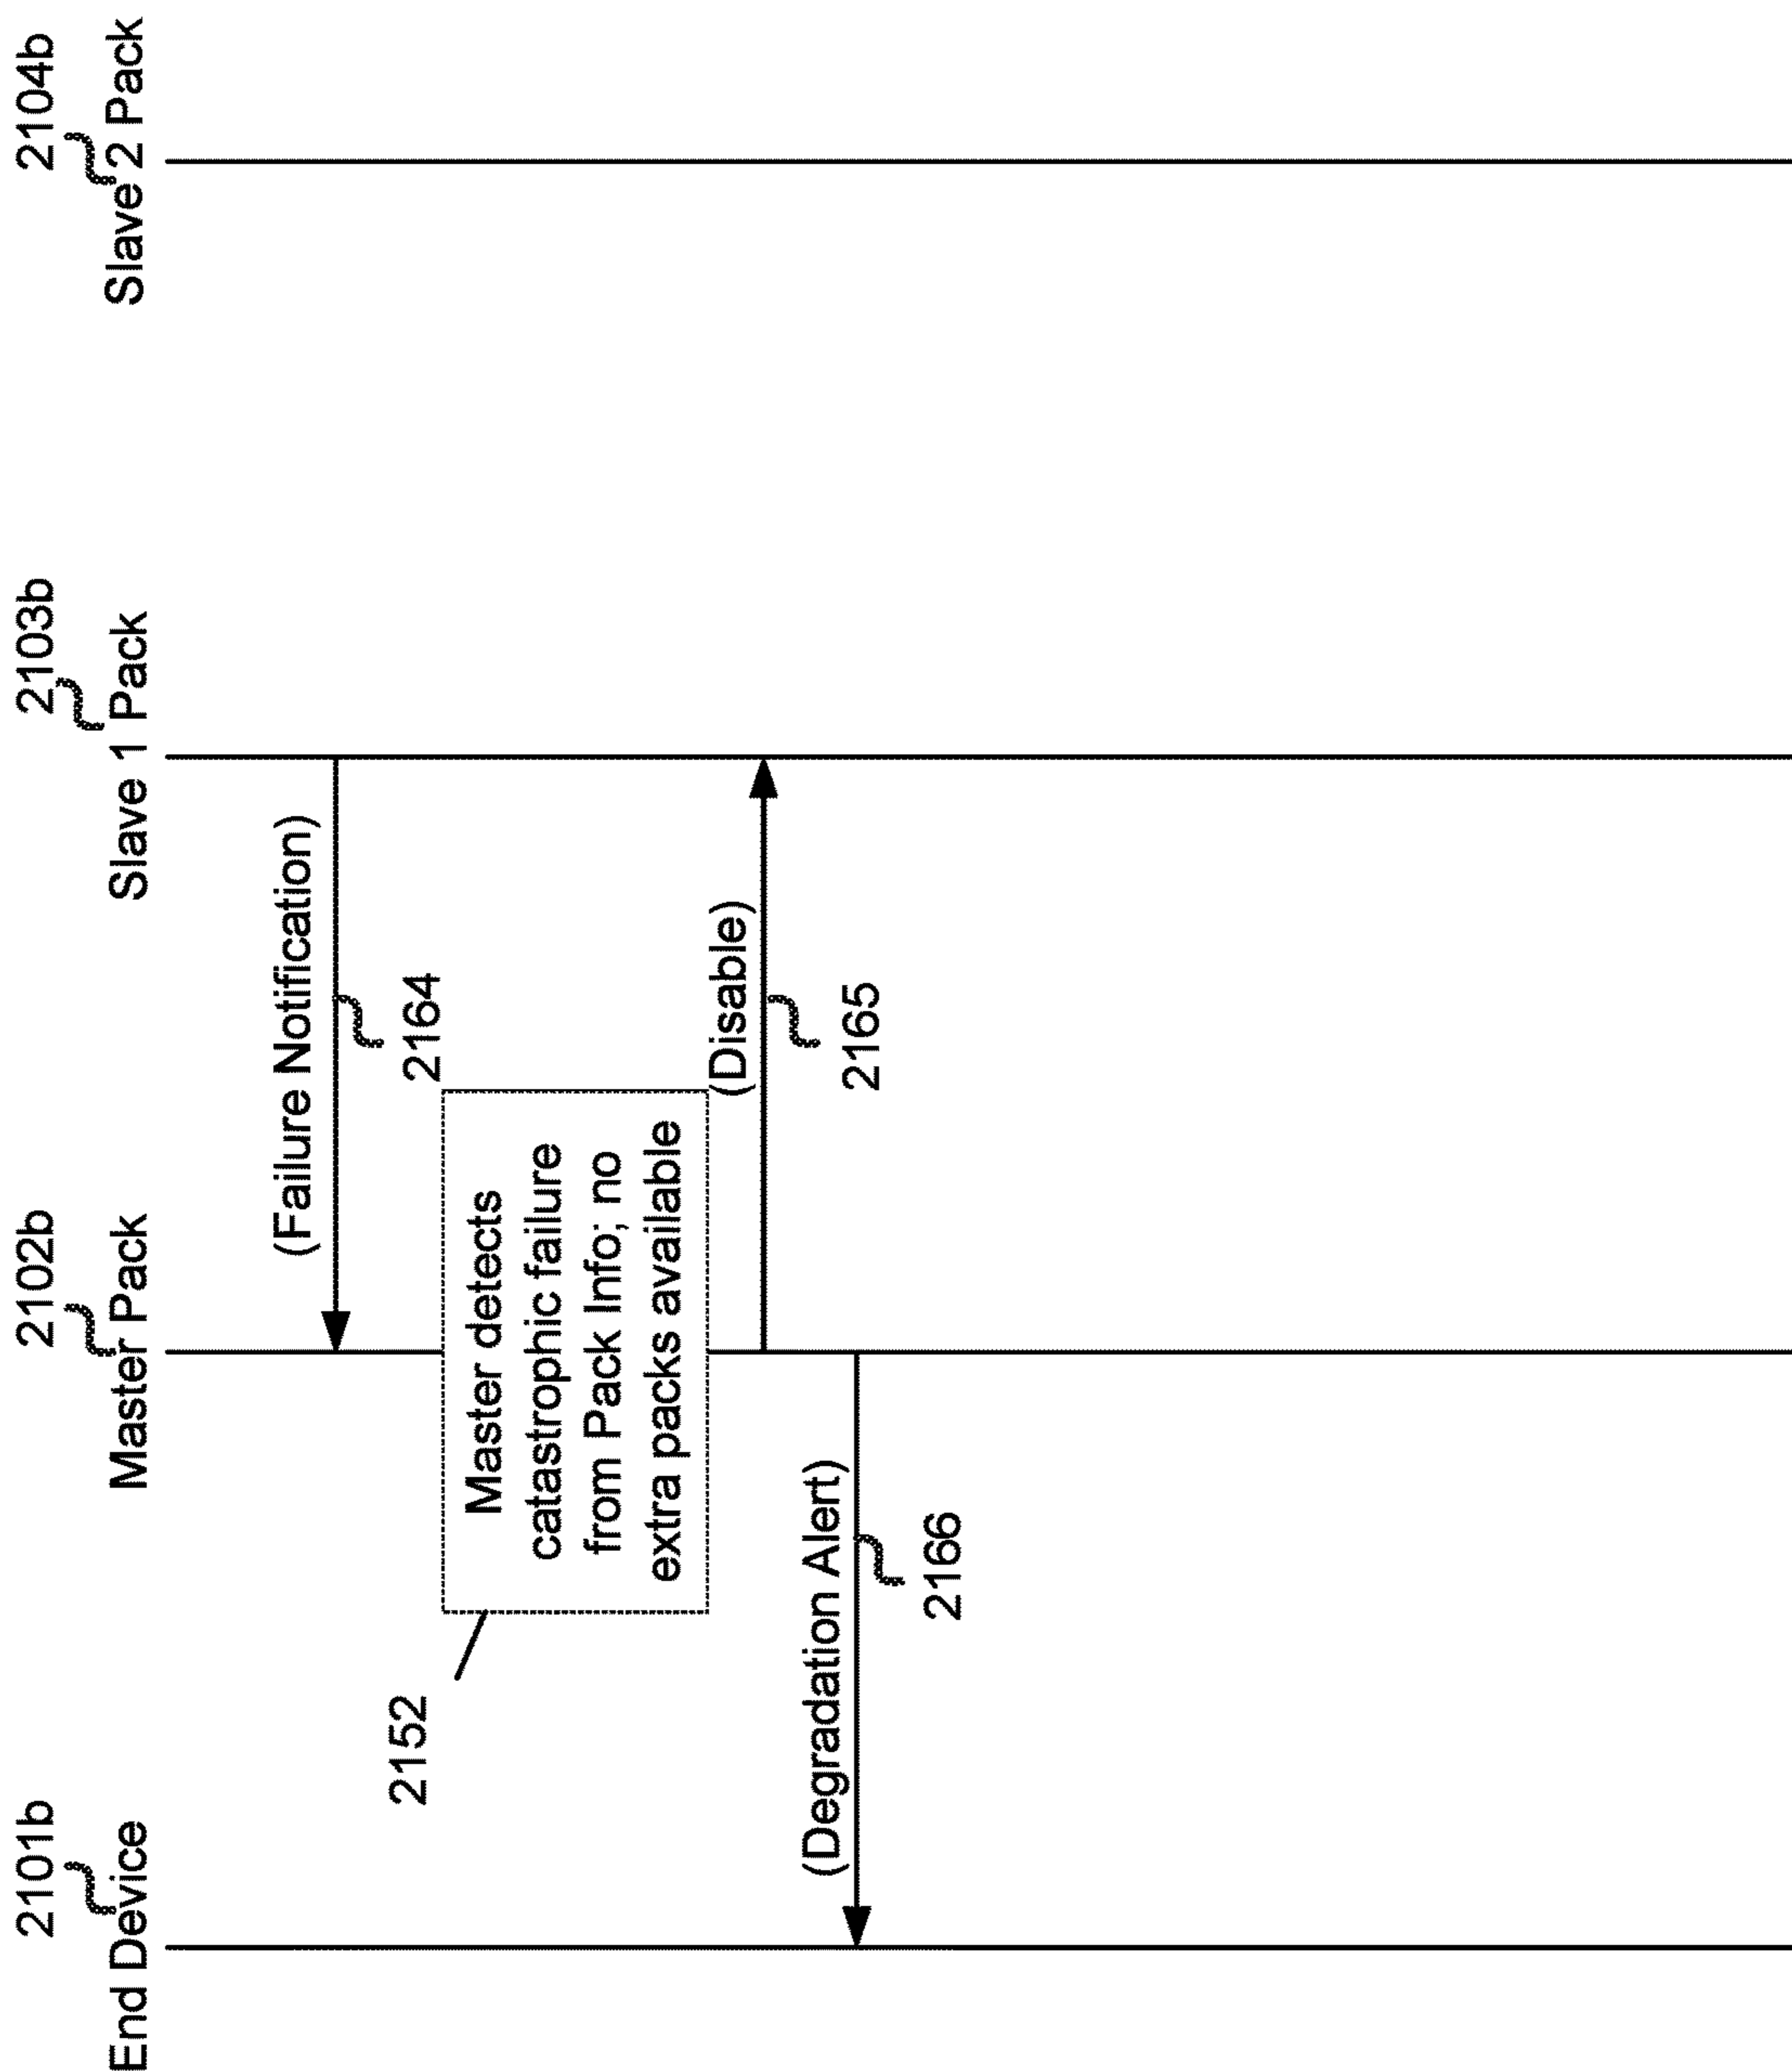 2101b
2102b
2103b
2104b
End Device
Master Pack
Slave 1 Pack
Slave 2 Pack
(Failure Notification)
2164
2152
Master detects
catastrophic failure
from Pack Info; no
extra packs available
(Disable)
2165
(Degradation Alert)
2166